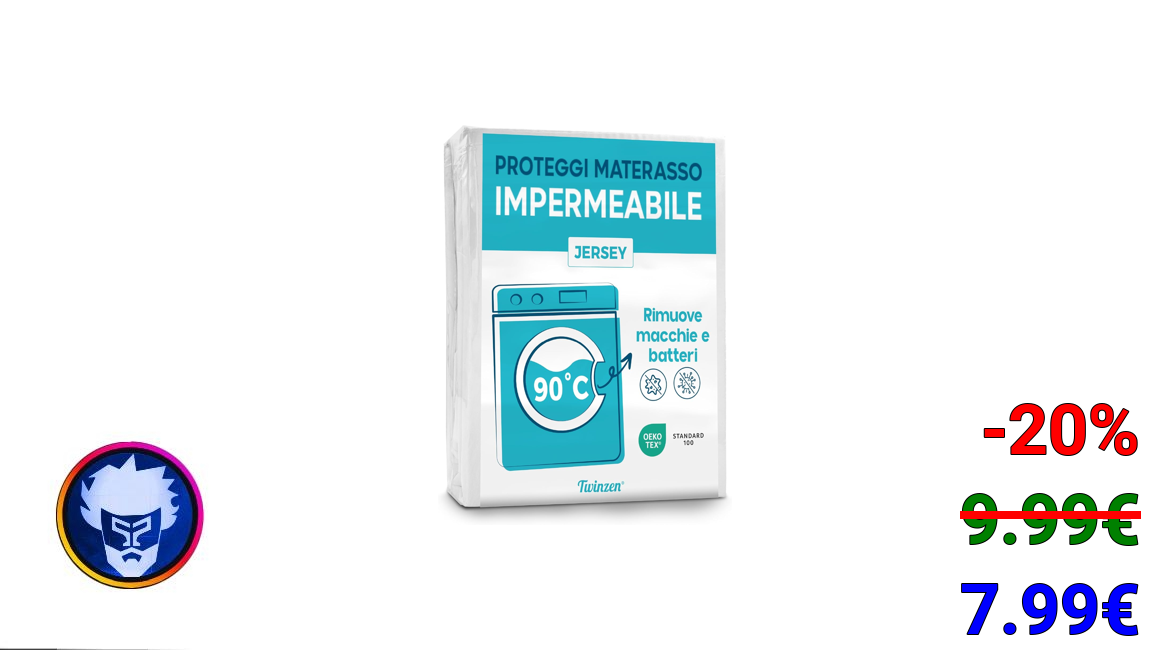 PROTEGGI MATERASSO
IMPERMEABILE
JERSEY
Rimuove
macchie e
batteri
90°C
OEKO
TEX®
STANDARD
100
Twinzen®
-20%
9.99€
7.99€